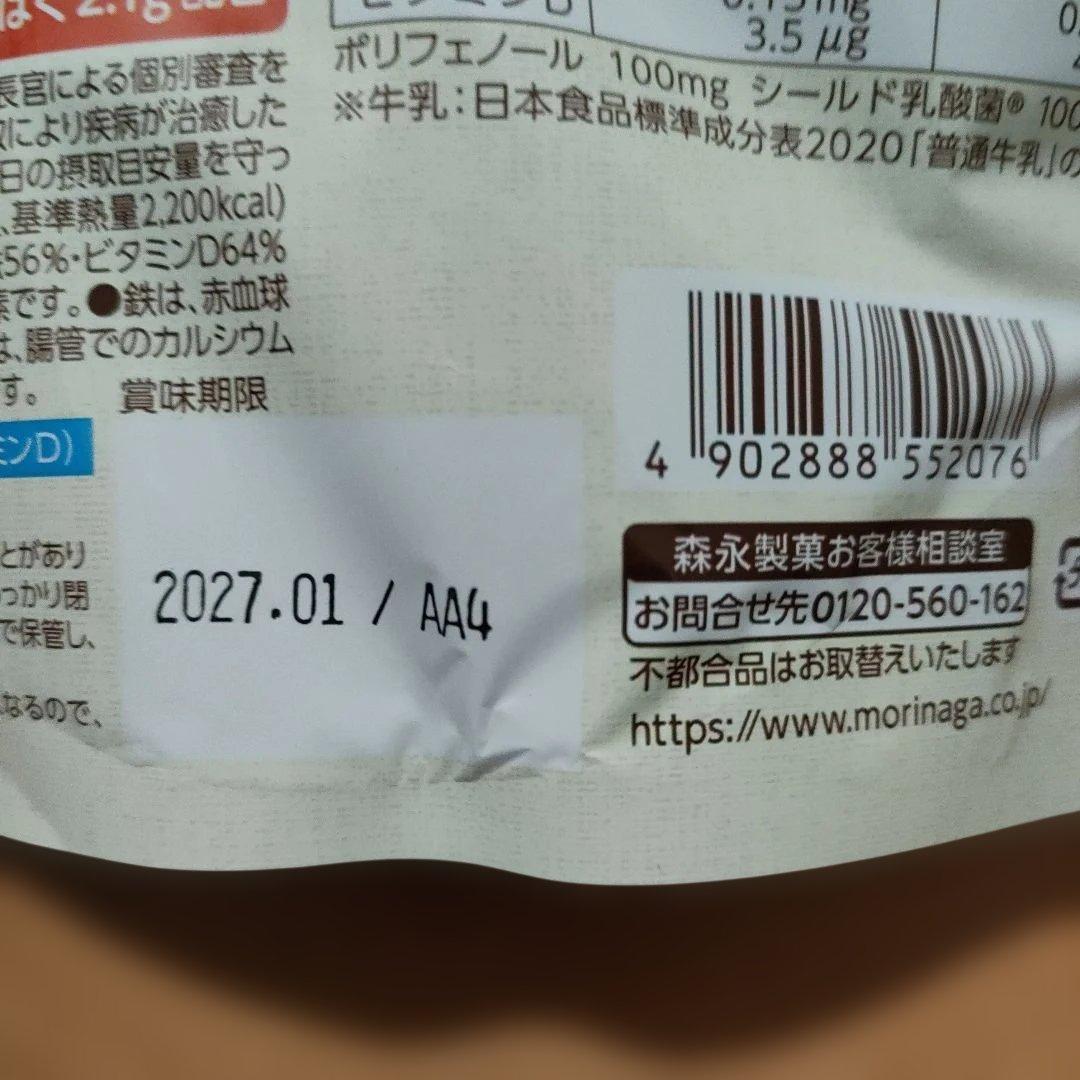 2.1g
長官による個別審査を
により疾病が治癒した
日の摂取目安量を守っ
、基準熱量2,200kcal)
56%・ビタミンD64%
です。●鉄は、赤血球
は、腸管でのカルシウム
す。
ミンD)
とがあり
っかり閉
で保管し、
なるので、
賞味期限
2027.01 / AA4
3.5 μg
ポリフェノール 100mg シールド乳酸菌® 100
※牛乳：日本食品標準成分表2020「普通牛乳」の
4 902888 552076
森永製菓お客様相談室
お問合せ先0120-560-162
不都合品はお取替えいたします
https://www.morinaga.co.jp/